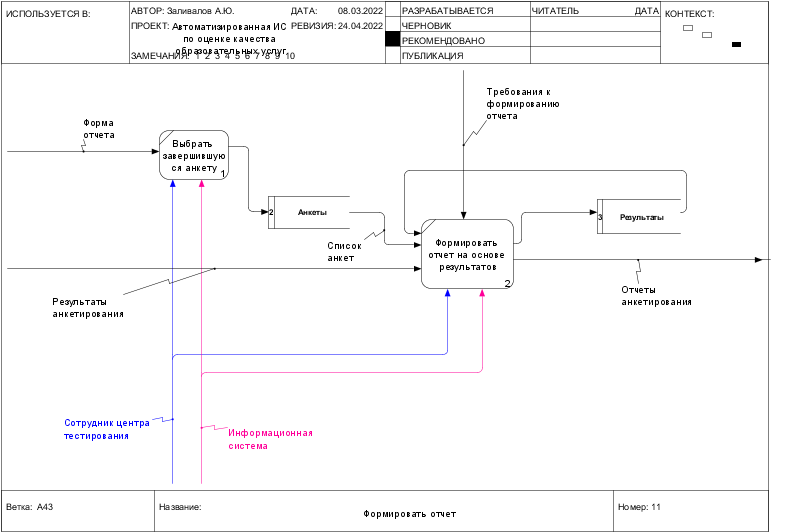 ИСПОЛЬЗУЕТСЯ В:
АВТОР: Заливалов А.Ю.
ДАТА: 08.03.2022
РАЗРАБАТЫВАЕТСЯ
ЧИТАТЕЛЬ
ДАТА
КОНТЕКСТ:
ПРОЕКТ: Автоматизированная ИС
по оценке качества
образовательных услуг
РЕВИЗИЯ: 24.04.2022
ЧЕРНОВИК
РЕКОМЕНДОВАНО
ЗАМЕЧАНИЯ: 1 2 3 4 5 6 7 8 9 10
ПУБЛИКАЦИЯ
Требования к
формированию
отчета
Форма
отчета
Выбрать
завершившую
ся анкету
1
2
Анкеты
3
Результаты
Список
анкет
Формировать
отчет на основе
результатов
2
Результаты
анкетирования
Отчеты
анкетирования
Сотрудник центра
тестирования
Информационная
система
Ветка: A43
Название:
Формировать отчет
Номер: 11